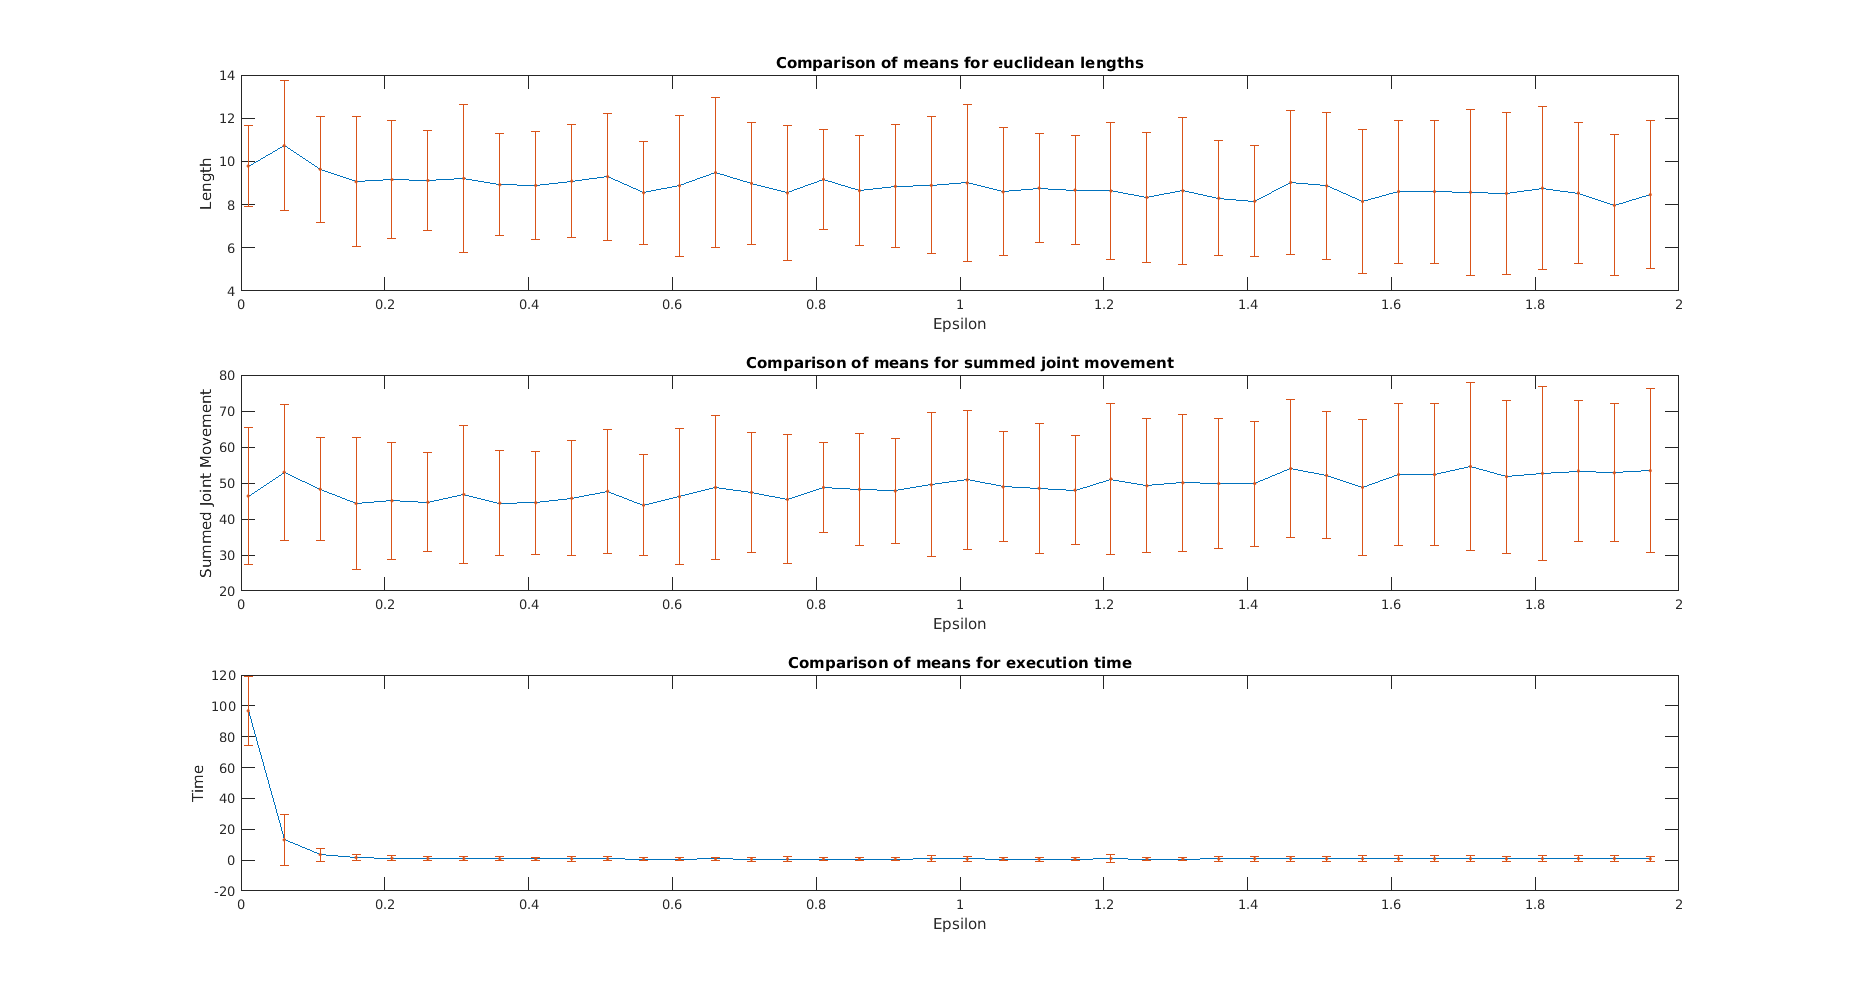 Comparison of means for euclidean lengths
14
12
10
8
6
4
Length
0 0.2 0.4 0.6 0.8 1 1.2 1.4 1.6 1.8 2
Epsilon
Comparison of means for summed joint movement
80
70
60
50
40
30
20
Summed Joint Movement
0 0.2 0.4 0.6 0.8 1 1.2 1.4 1.6 1.8 2
Epsilon
Comparison of means for execution time
120
100
80
60
40
20
0
-20
Time
0 0.2 0.4 0.6 0.8 1 1.2 1.4 1.6 1.8 2
Epsilon